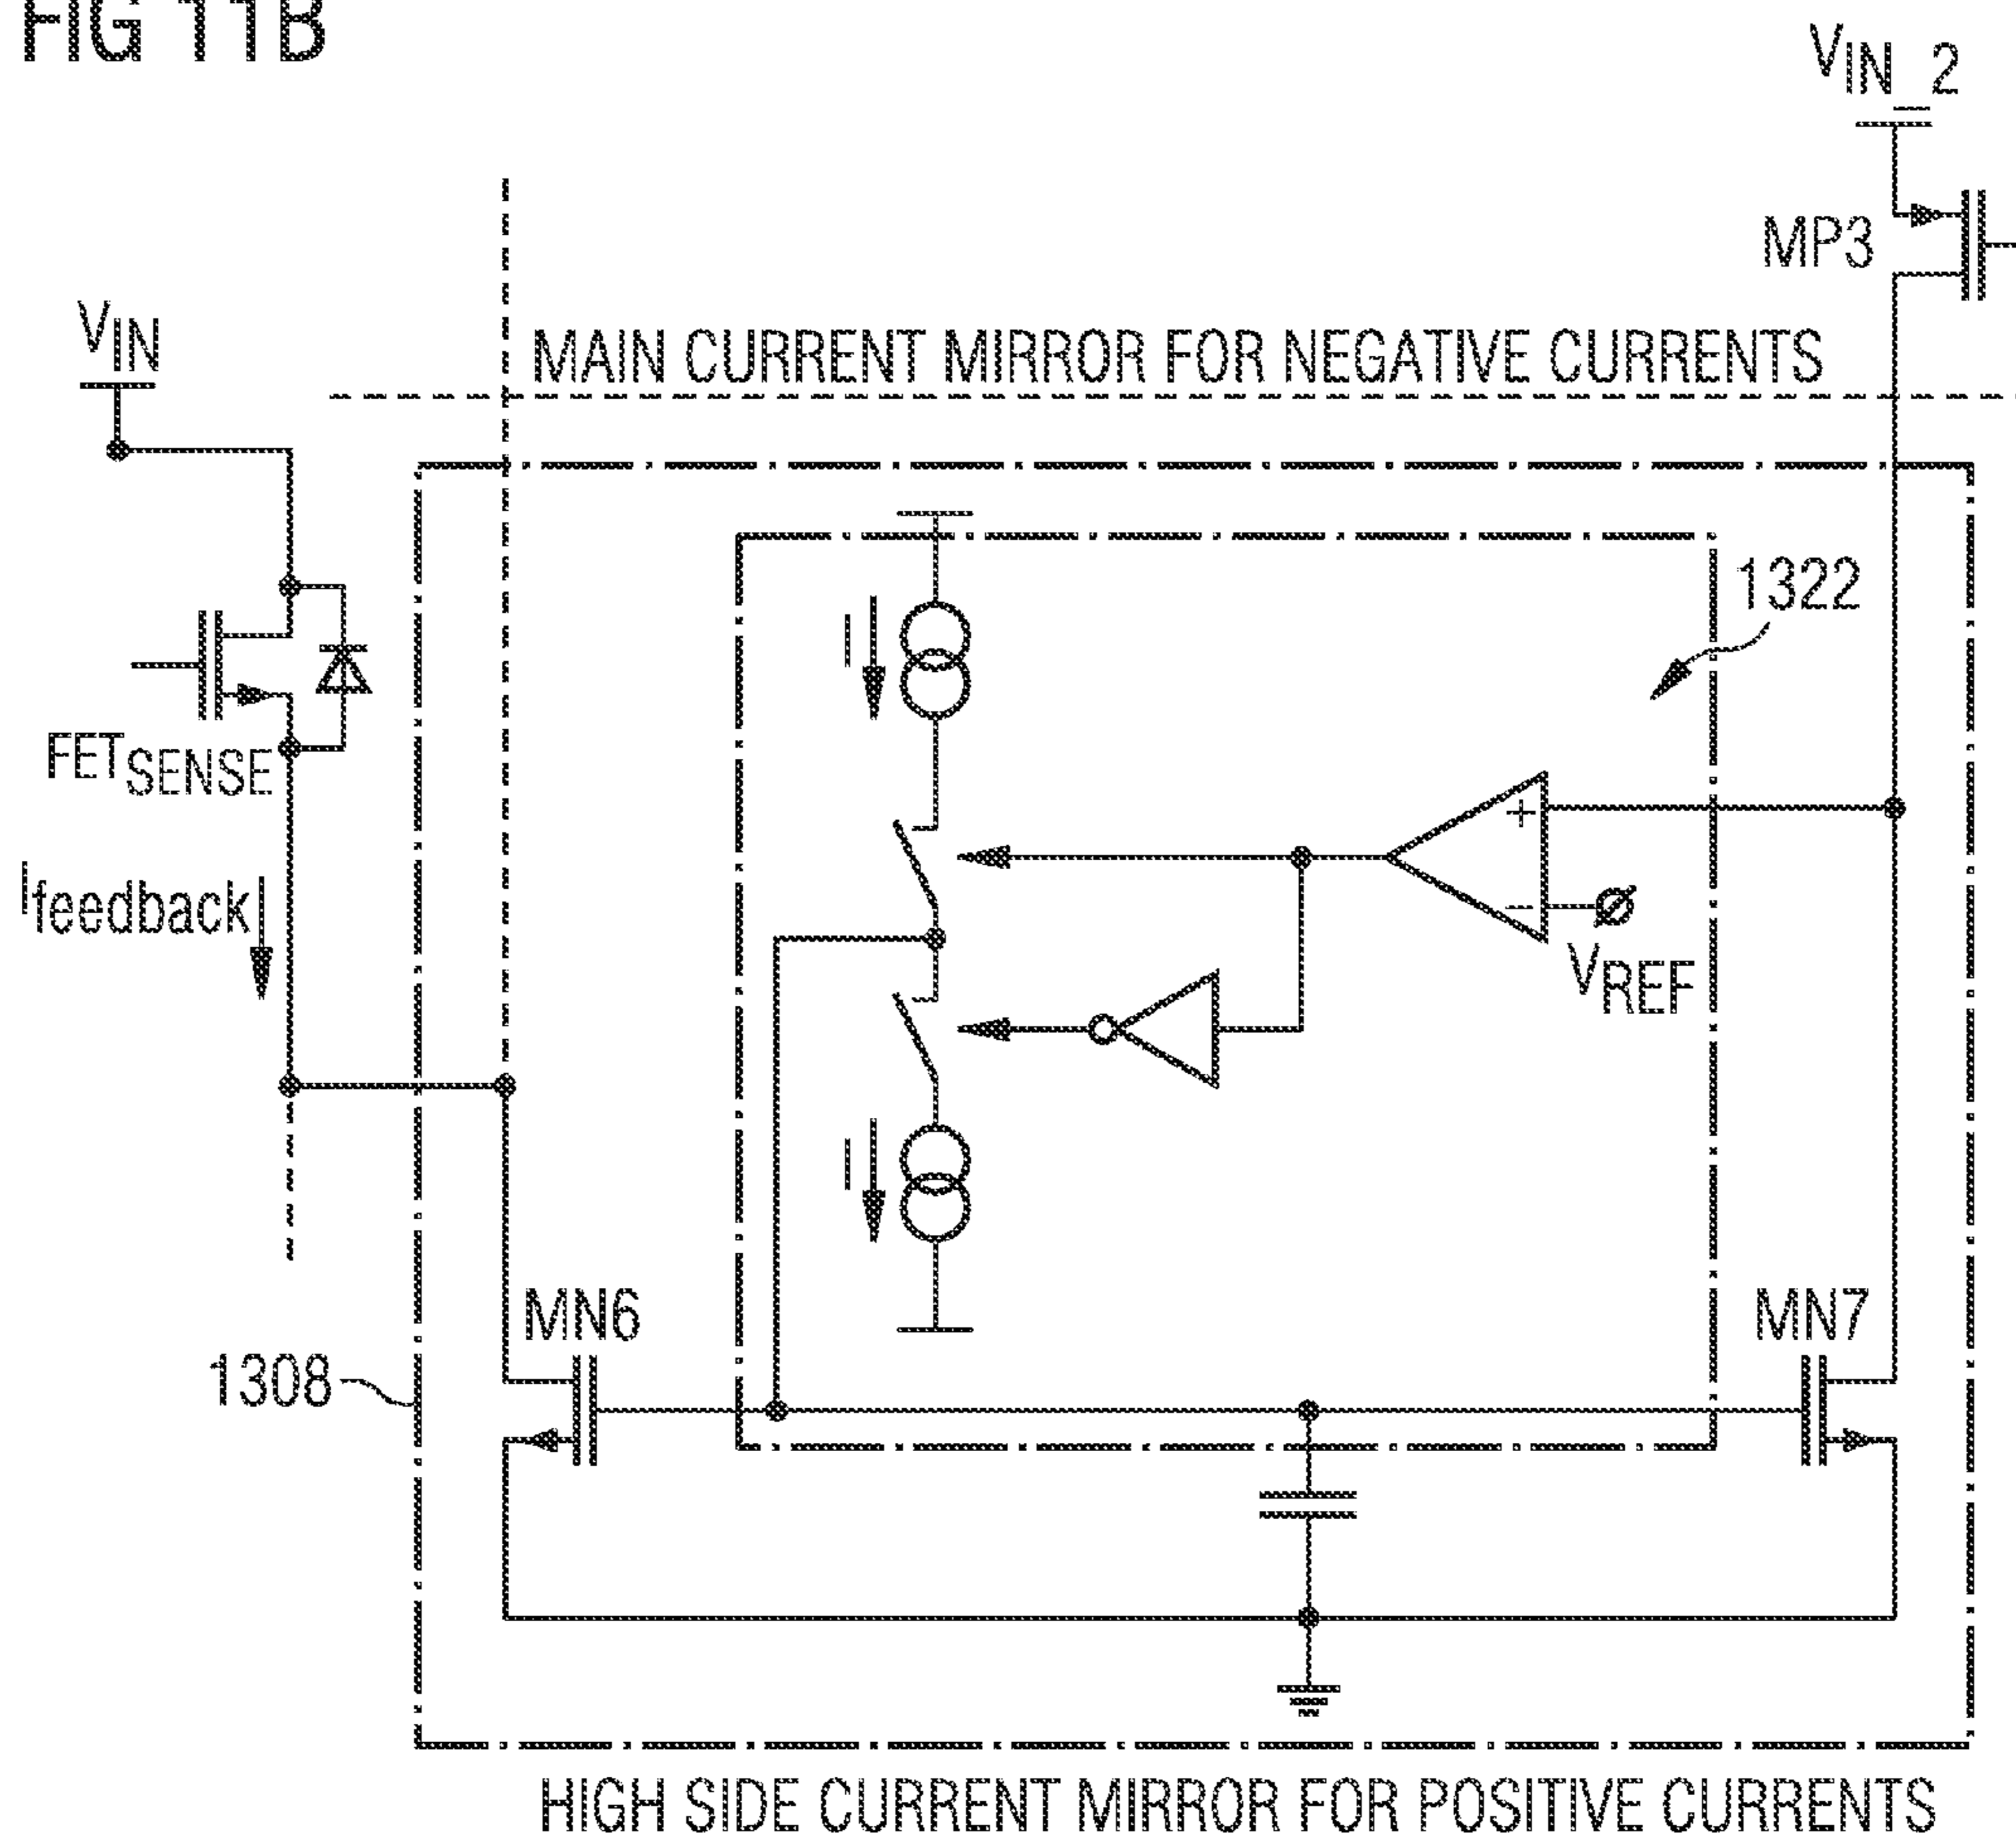 FIG 11B
VIN_2
MP3
VIN
MAIN CURRENT MIRROR FOR NEGATIVE CURRENTS
1322
I
FETSENSE
+
Ifeedback
−
VREF
I
MN6
MN7
1308
HIGH SIDE CURRENT MIRROR FOR POSITIVE CURRENTS